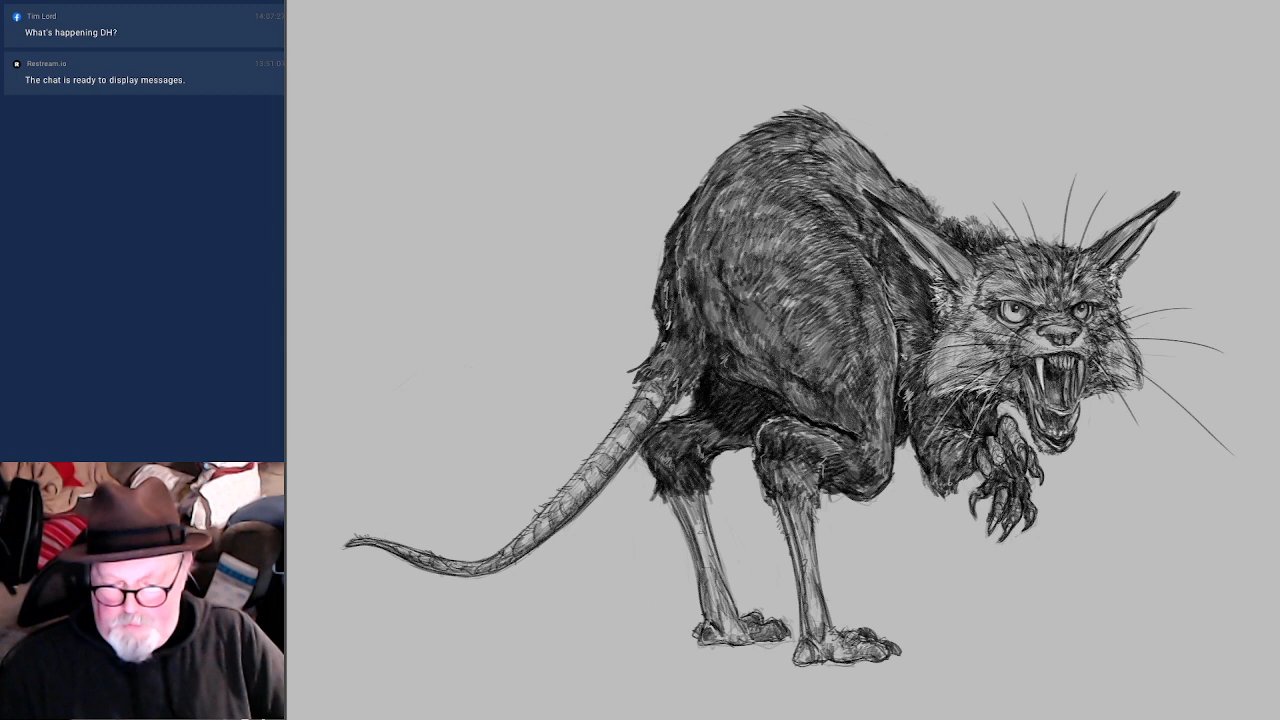 Tim Lord
What's happening DH?
Restream.io
The chat is ready to display messages.